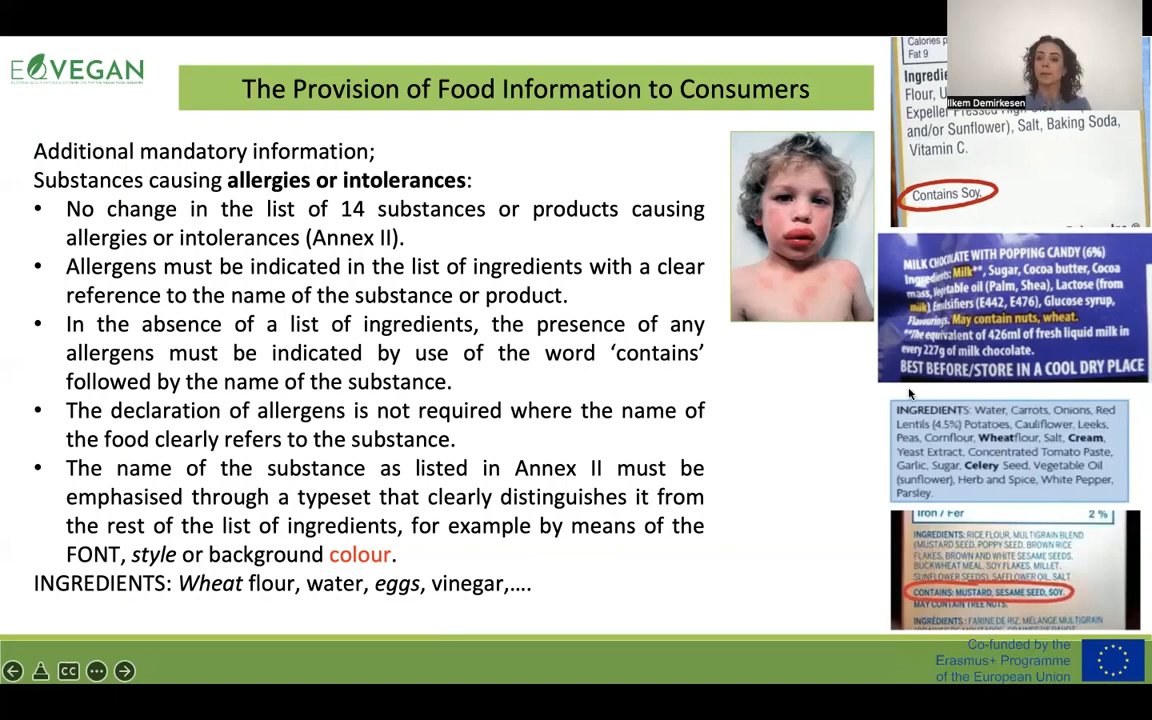 EQVEGAN
The Provision of Food Information to Consumers
Additional mandatory information;
Substances causing allergies or intolerances:
• No change in the list of 14 substances or products causing
allergies or intolerances (Annex II).
• Allergens must be indicated in the list of ingredients with a clear
reference to the name of the substance or product.
• In the absence of a list of ingredients, the presence of any
allergens must be indicated by use of the word ‘contains’
followed by the name of the substance.
• The declaration of allergens is not required where the name of
the food clearly refers to the substance.
• The name of the substance as listed in Annex II must be
emphasised through a typeset that clearly distinguishes it from
the rest of the list of ingredients, for example by means of the
FONT, style or background colour.
INGREDIENTS: Wheat flour, water, eggs, vinegar,....
Calories
Fat 9
Flour,
Ilkem Demirkesen
Expeller Pressed High
and/or Sunflower), Salt, Baking Soda,
Vitamin C.
Contains Soy.
MILK CHOCOLATE WITH POPPING CANDY (6%)
Ingredients: Milk**, Sugar, Cocoa butter, Cocoa
mass, Vegetable oil (Palm, Shea), Lactose (from
milk), Emulsifiers (E442, E476), Glucose syrup,
Flavourings. May contain nuts, wheat.
**The equivalent of 426ml of fresh liquid milk in
every 227g of milk chocolate.
BEST BEFORE/STORE IN A COOL DRY PLACE
INGREDIENTS: Water, Carrots, Onions, Red
Lentils (4.5%) Potatoes, Cauliflower, Leeks,
Peas, Cornflour, Wheatflour, Salt, Cream,
Yeast Extract, Concentrated Tomato Paste,
Garlic, Sugar, Celery Seed, Vegetable Oil
(sunflower), Herb and Spice, White Pepper,
Parsley.
Iron / Fer 2 %
INGREDIENTS: RICE FLOUR, MULTIGRAIN BLEND
(MUSTARD SEED, POPPY SEED, BROWN RICE
FLAKES, BROWN AND WHITE SESAME SEEDS,
BUCKWHEAT MEAL, SOY FLAKES, MILLET,
SUNFLOWER SEEDS), SAFFLOWER OIL, SALT
CONTAINS: MUSTARD, SESAME SEED, SOY.
MAY CONTAIN TREE NUTS.
INGRÉDIENTS: FARINE DE RIZ, MÉLANGE MULTIGRAIN
Co-funded by the
Erasmus+ Programme
of the European Union
CC